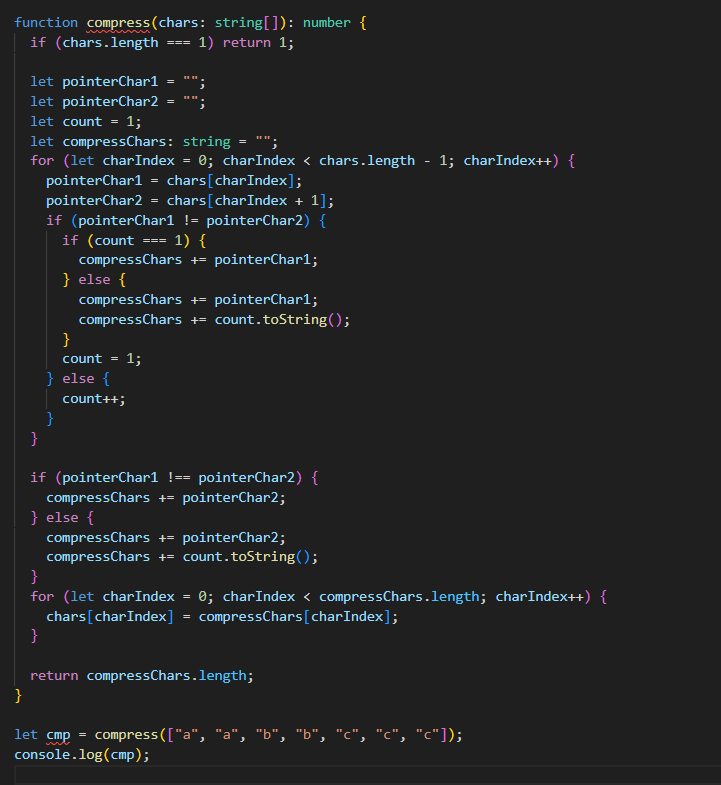 function compress(chars: string[]): number {
  if (chars.length === 1) return 1;

  let pointerChar1 = "";
  let pointerChar2 = "";
  let count = 1;
  let compressChars: string = "";
  for (let charIndex = 0; charIndex < chars.length - 1; charIndex++) {
    pointerChar1 = chars[charIndex];
    pointerChar2 = chars[charIndex + 1];
    if (pointerChar1 != pointerChar2) {
      if (count === 1) {
        compressChars += pointerChar1;
      } else {
        compressChars += pointerChar1;
        compressChars += count.toString();
      }
      count = 1;
    } else {
      count++;
    }
  }

  if (pointerChar1 !== pointerChar2) {
    compressChars += pointerChar2;
  } else {
    compressChars += pointerChar2;
    compressChars += count.toString();
  }
  for (let charIndex = 0; charIndex < compressChars.length; charIndex++) {
    chars[charIndex] = compressChars[charIndex];
  }

  return compressChars.length;
}

let cmp = compress(["a", "a", "b", "b", "c", "c", "c"]);
console.log(cmp);